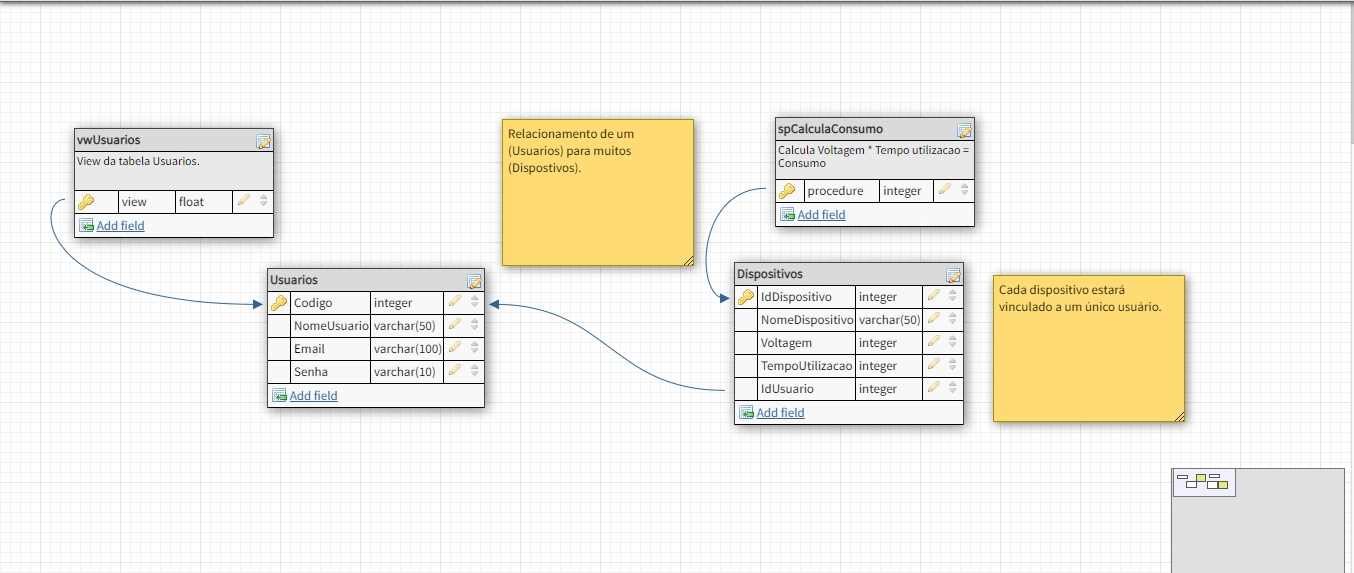 vwUsuarios
View da tabela Usuarios.
view float
Add field
Relacionamento de um
(Usuarios) para muitos
(Dispostivos).
spCalculaConsumo
Calcula Voltagem * Tempo utilizacao =
Consumo
procedure integer
Add field
Usuarios
Codigo integer
NomeUsuario varchar(50)
Email varchar(100)
Senha varchar(10)
Add field
Dispositivos
IdDispositivo integer
NomeDispositivo varchar(50)
Voltagem integer
TempoUtilizacao integer
IdUsuario integer
Add field
Cada dispositivo estará
vinculado a um único usuário.